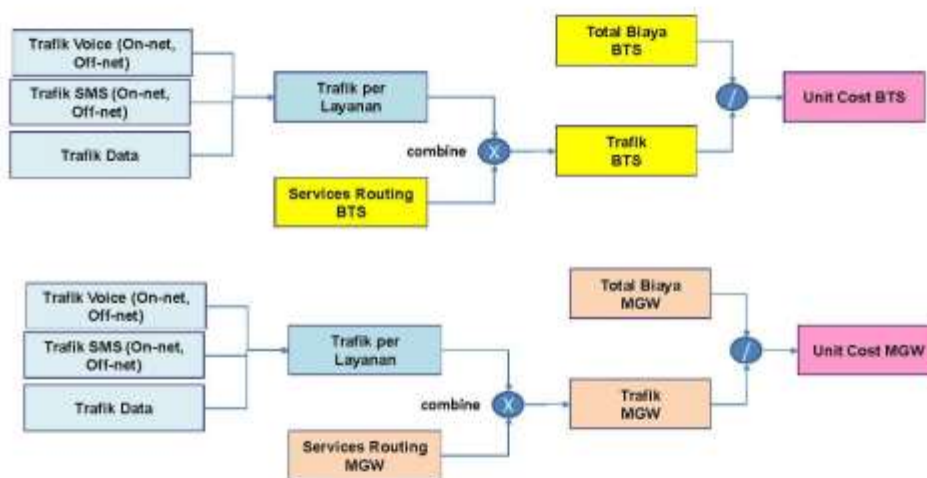 Trafik Voice (On-net,
Off-net)
Total Biaya
BTS
Trafik SMS (On-net,
Off-net)
Trafik per
Layanan
/
Unit Cost BTS
Trafik Data
combine
X
Trafik
BTS
Services Routing
BTS
Trafik Voice (On-net,
Off-net)
Total Biaya
MGW
Trafik SMS (On-net,
Off-net)
Trafik per
Layanan
/
Unit Cost MGW
Trafik Data
combine
X
Trafik
MGW
Services Routing
MGW